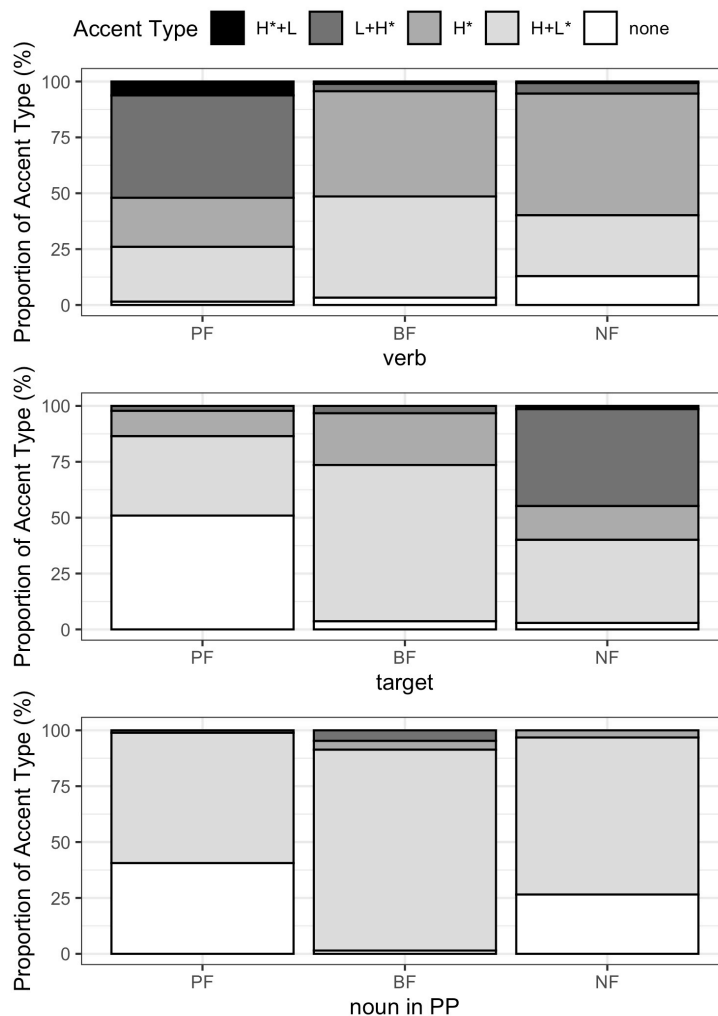 Accent Type H*+L L+H* H* H+L* none
Proportion of Accent Type (%)
100
75
50
25
0
PF BF NF
verb
Proportion of Accent Type (%)
100
75
50
25
0
PF BF NF
target
Proportion of Accent Type (%)
100
75
50
25
0
PF BF NF
noun in PP